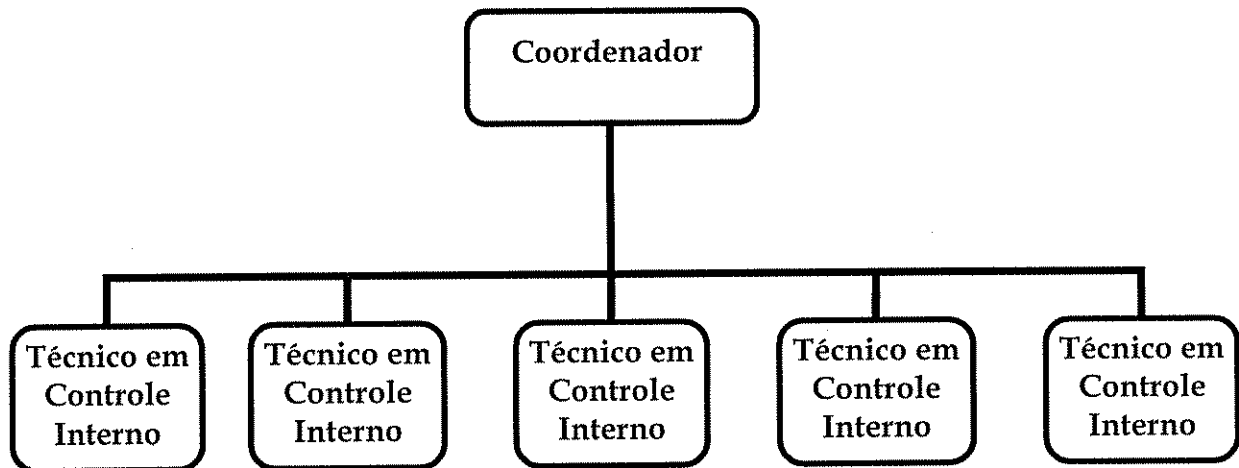 Coordenador
Técnico em
Controle
Interno
Técnico em
Controle
Interno
Técnico em
Controle
Interno
Técnico em
Controle
Interno
Técnico em
Controle
Interno